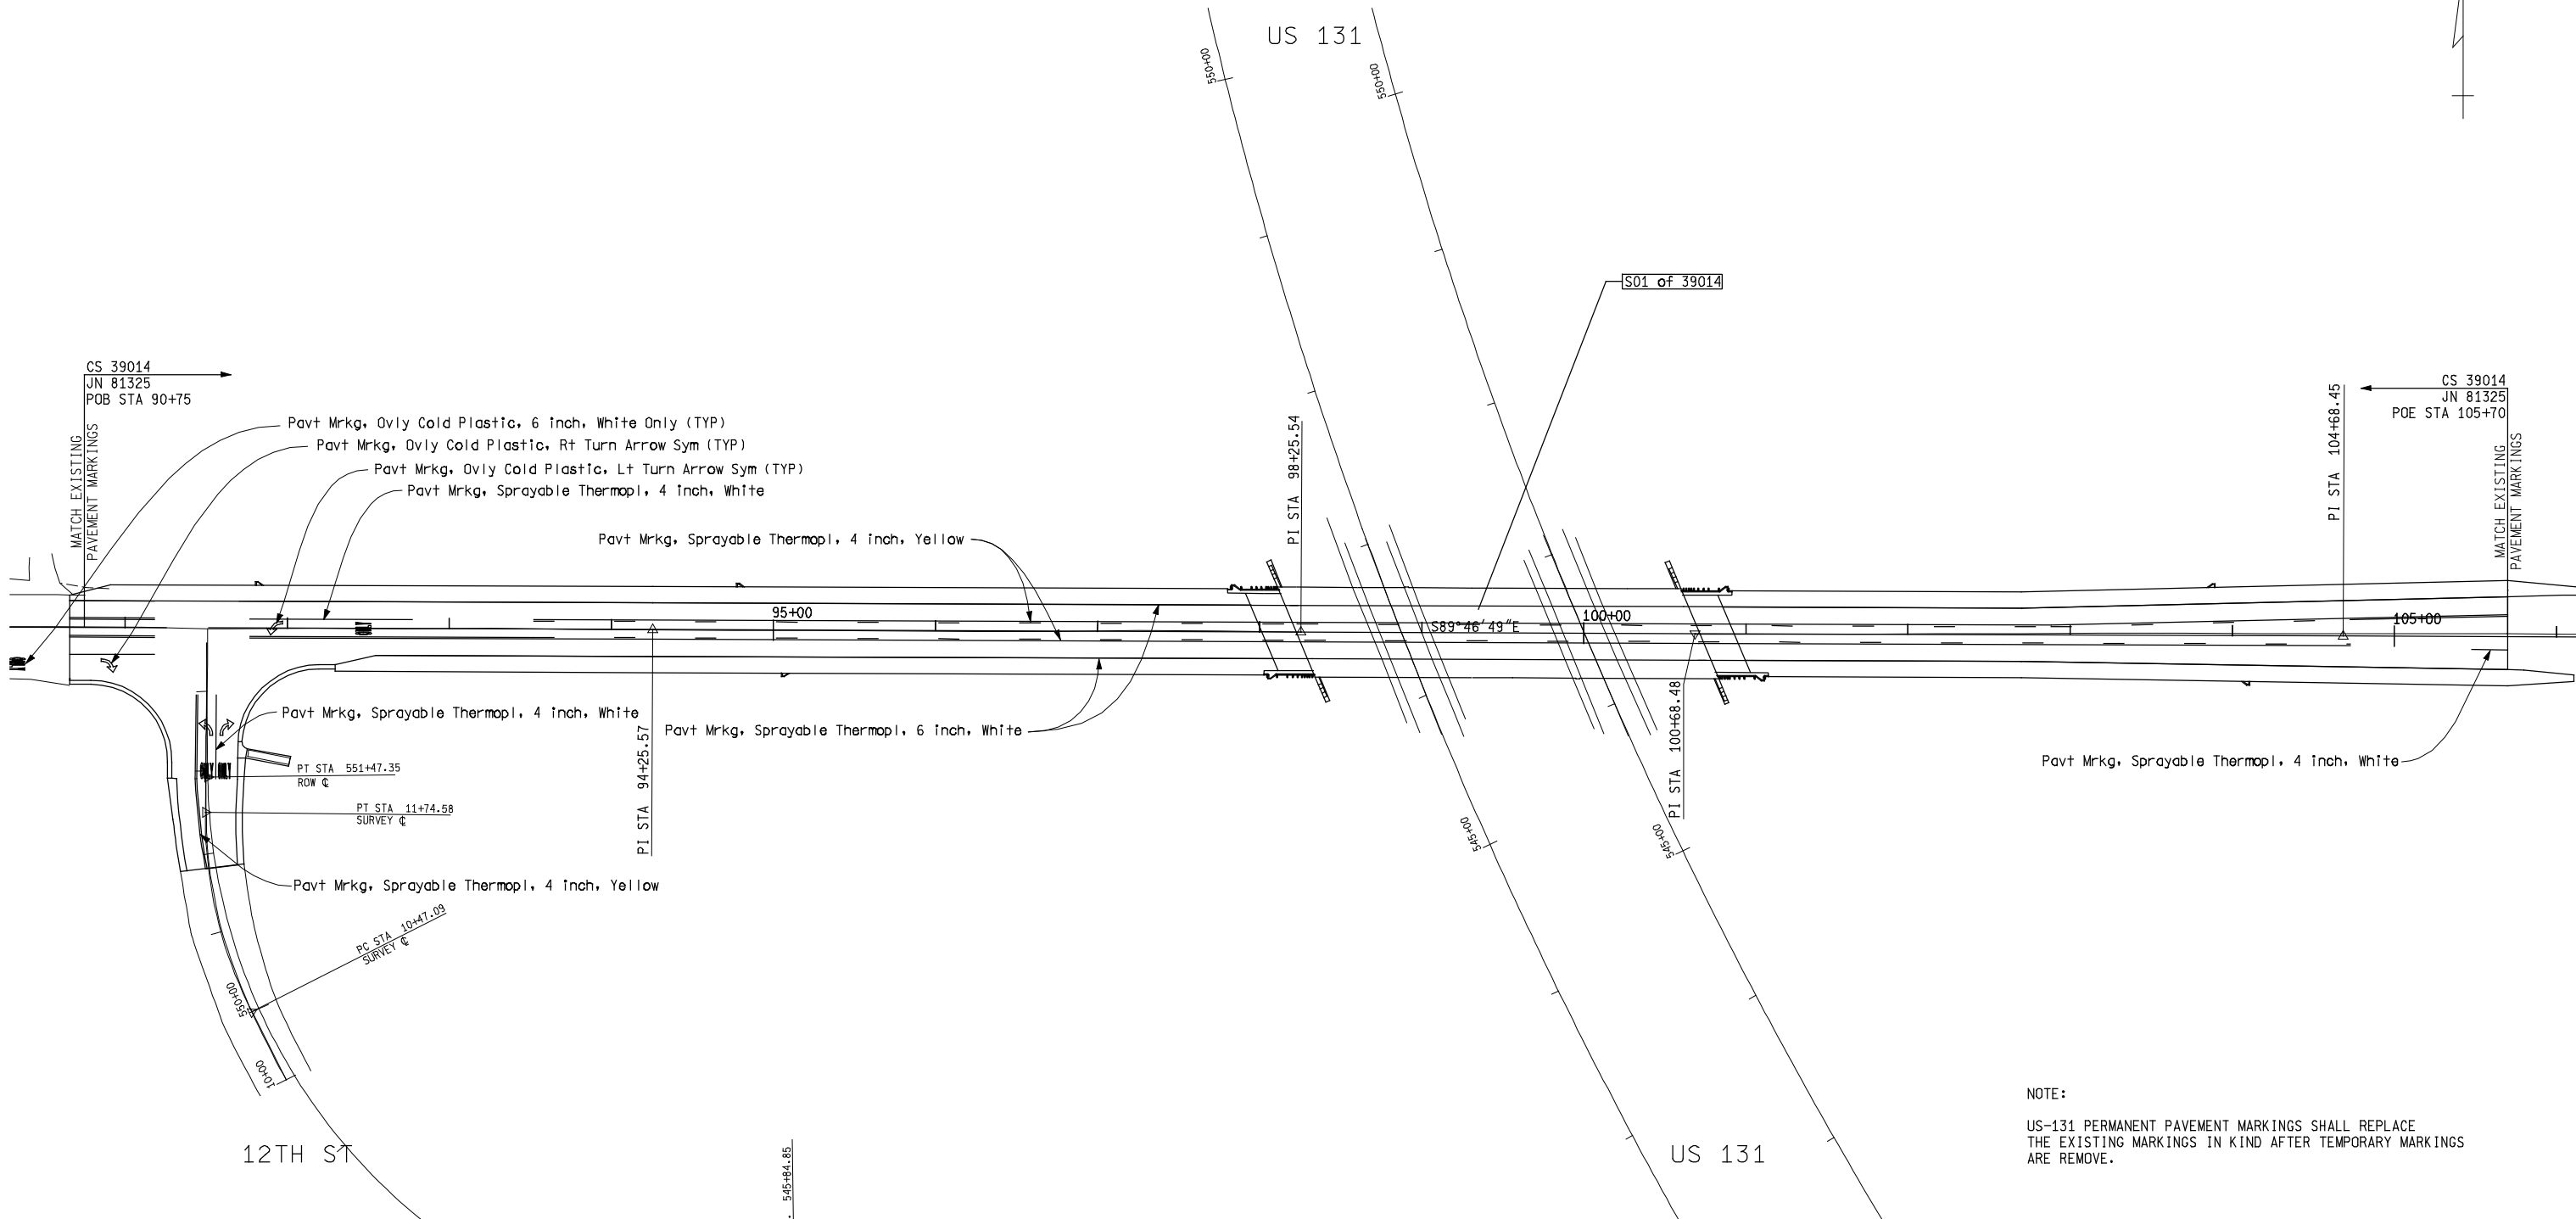 US 131
550+00
550+00
S01 of 39014
CS 39014
JN 81325
POB STA 90+75
MATCH EXISTING
PAVEMENT MARKINGS
Pavt Mrkg, Ovly Cold Plastic, 6 inch, White Only (TYP)
Pavt Mrkg, Ovly Cold Plastic, Rt Turn Arrow Sym (TYP)
Pavt Mrkg, Ovly Cold Plastic, Lt Turn Arrow Sym (TYP)
Pavt Mrkg, Sprayable Thermopl, 4 inch, White
Pavt Mrkg, Sprayable Thermopl, 4 inch, Yellow
PI STA 98+25.54
PI STA 104+68.45
CS 39014
JN 81325
POE STA 105+70
MATCH EXISTING
PAVEMENT MARKINGS
95+00
S89°46'49"E
100+00
105+00
Pavt Mrkg, Sprayable Thermopl, 4 inch, White
Pavt Mrkg, Sprayable Thermopl, 6 inch, White
PI STA 94+25.57
PI STA 100+68.48
Pavt Mrkg, Sprayable Thermopl, 4 inch, White
PT STA 551+47.35
ROW ℄
PT STA 11+74.58
SURVEY ℄
545+00
545+00
Pavt Mrkg, Sprayable Thermopl, 4 inch, Yellow
PC STA 10+47.09
SURVEY ℄
550+00
10+00
12TH ST
545+84.85
US 131
NOTE:
US-131 PERMANENT PAVEMENT MARKINGS SHALL REPLACE
THE EXISTING MARKINGS IN KIND AFTER TEMPORARY MARKINGS
ARE REMOVE.